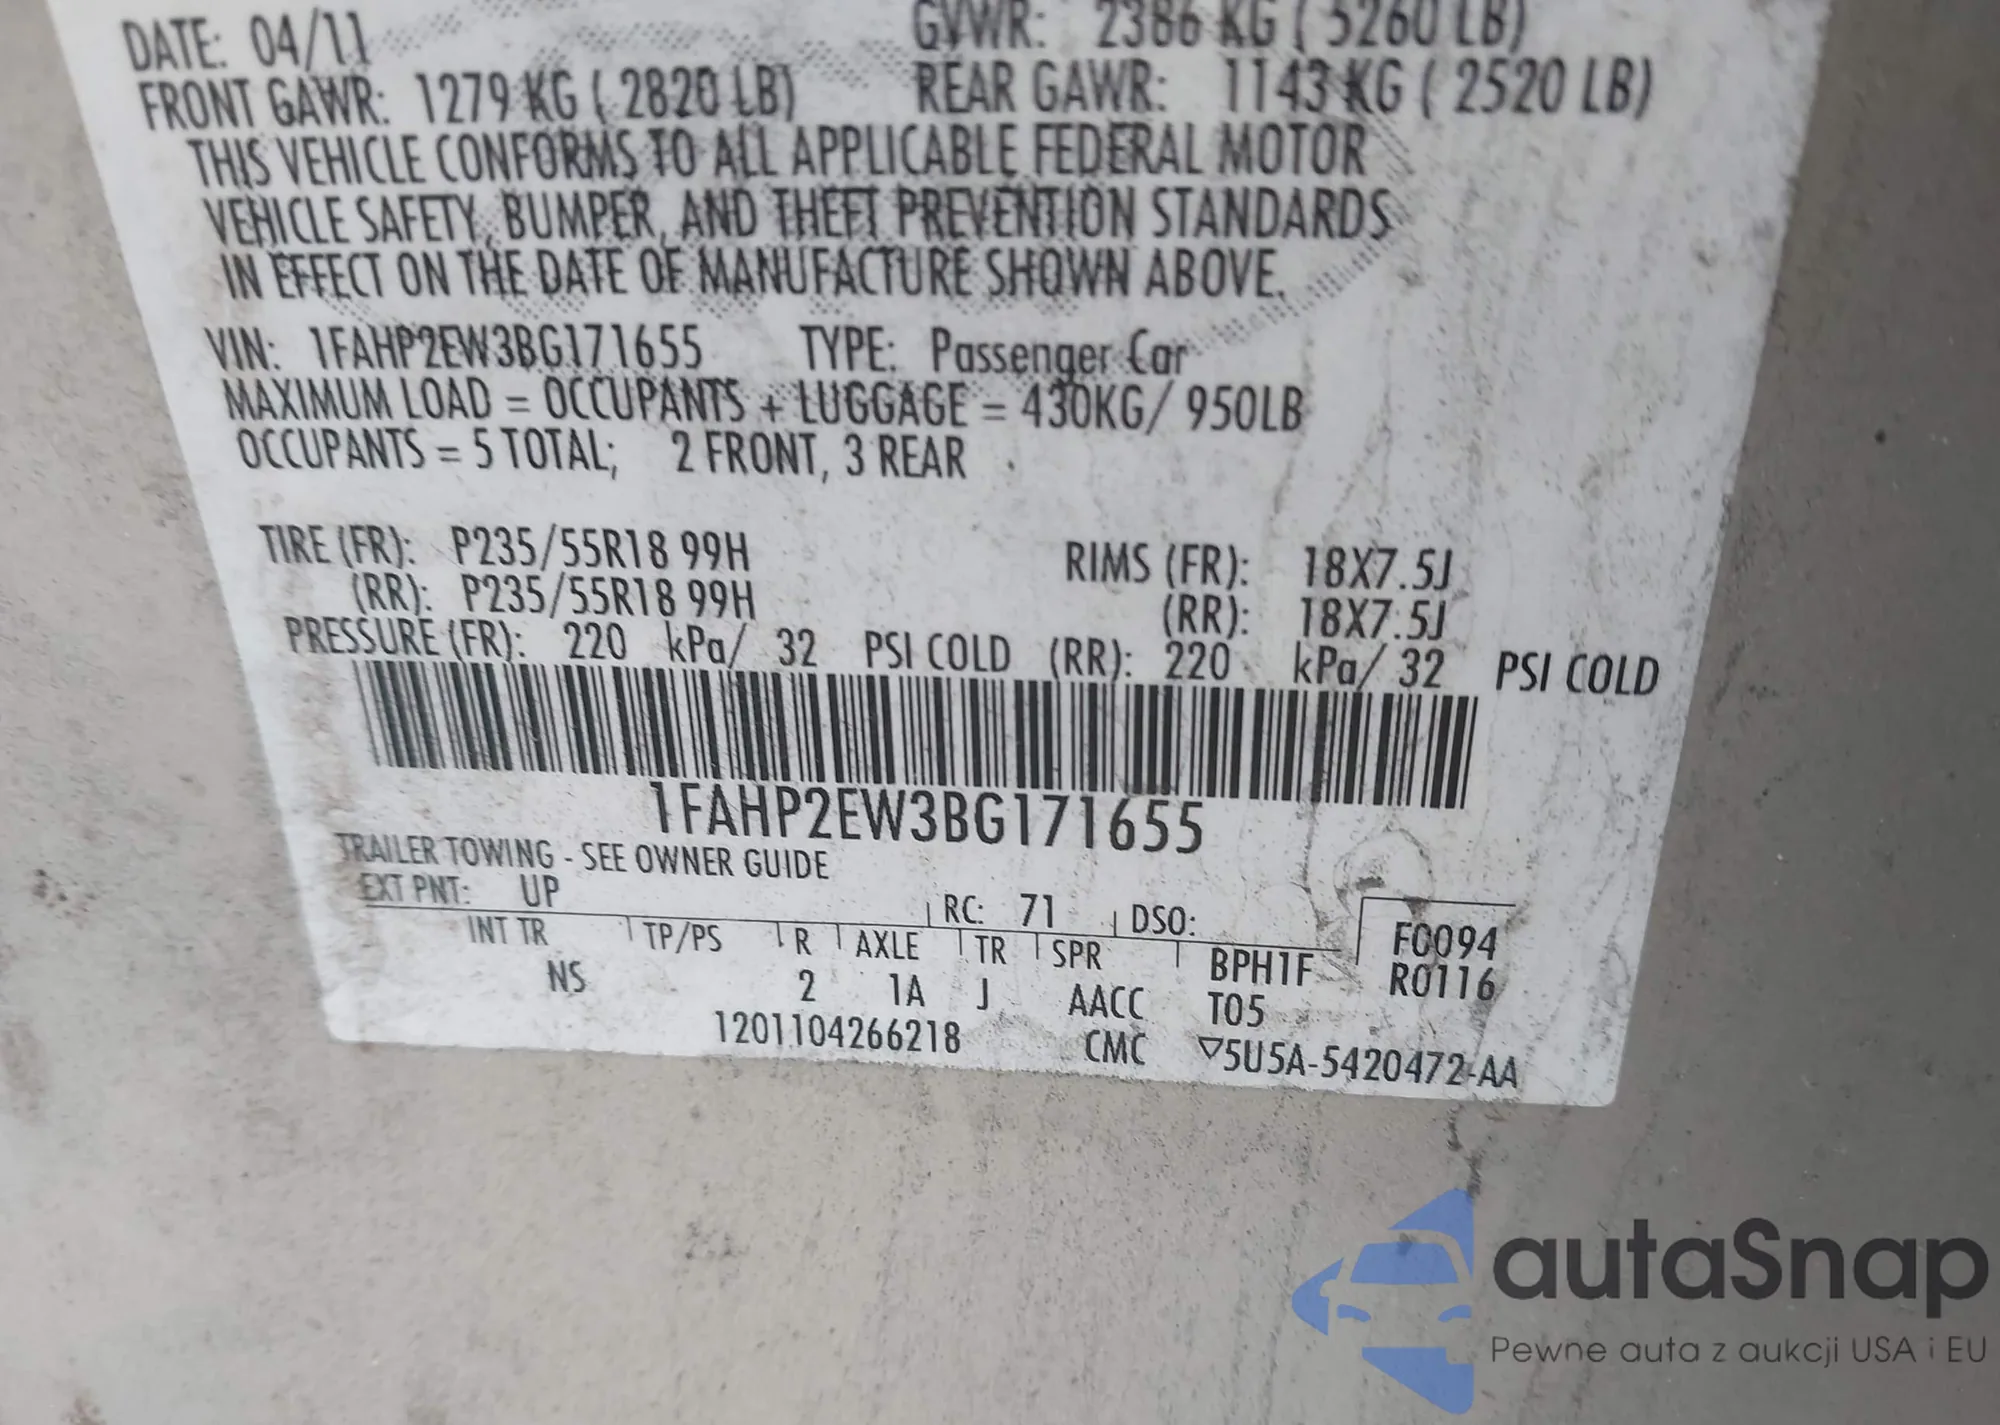 DATE: 04/11 GVWR: 2386 KG ( 5260 LB)
FRONT GAWR: 1279 KG ( 2820 LB) REAR GAWR: 1143 KG ( 2520 LB)
THIS VEHICLE CONFORMS TO ALL APPLICABLE FEDERAL MOTOR
VEHICLE SAFETY, BUMPER, AND THEFT PREVENTION STANDARDS
IN EFFECT ON THE DATE OF MANUFACTURE SHOWN ABOVE.
VIN: 1FAHP2EW3BG171655 TYPE: Passenger Car
MAXIMUM LOAD = OCCUPANTS + LUGGAGE = 430KG/ 950LB
OCCUPANTS = 5 TOTAL; 2 FRONT, 3 REAR
TIRE (FR): P235/55R18 99H RIMS (FR): 18X7.5J
(RR): P235/55R18 99H (RR): 18X7.5J
PRESSURE (FR): 220 kPa/ 32 PSI COLD (RR): 220 kPa/ 32 PSI COLD
1FAHP2EW3BG171655
TRAILER TOWING - SEE OWNER GUIDE
EXT PNT: UP RC: 71 DSO: F0094
INT TR TP/PS R AXLE TR SPR BPH1F R0116
NS 2 1A J AACC T05
1201104266218 CMC ▽5U5A-5420472-AA
autaSnap
Pewne auta z aukcji USA i EU